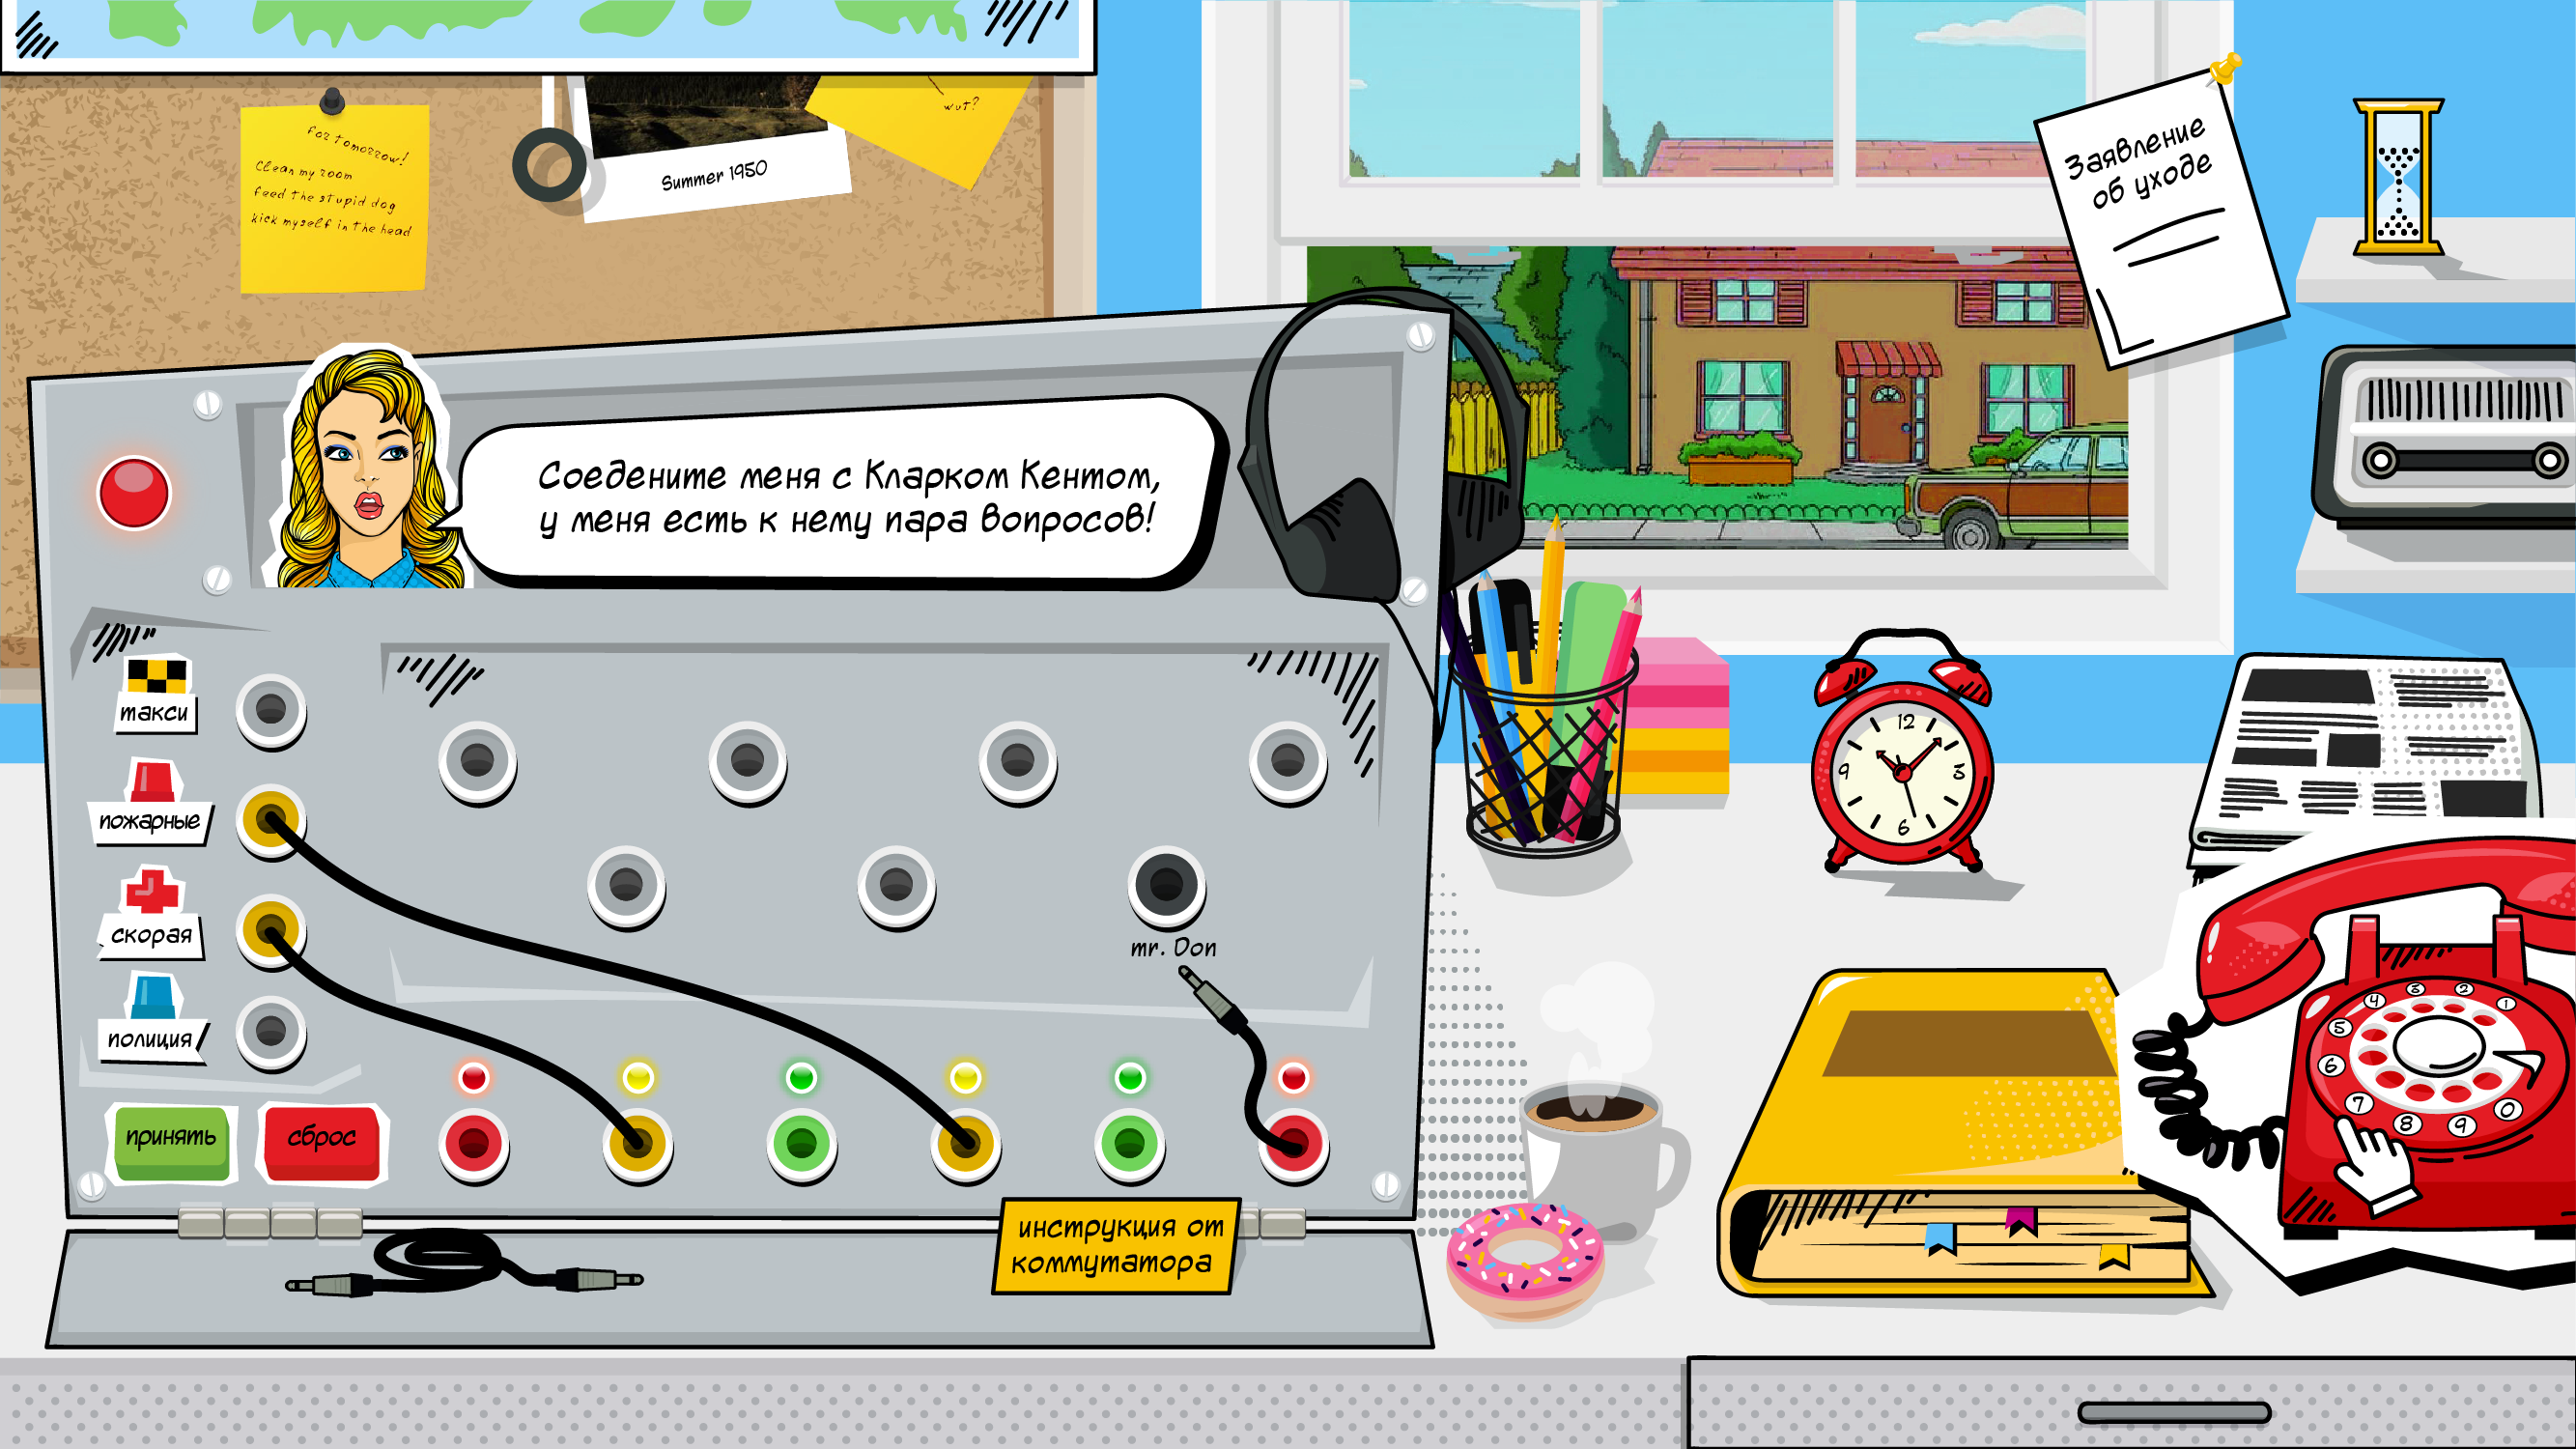 for tomorrow!
Clean my room
feed the stupid dog
kick myself in the head
Summer 1950
wut?
Заявление
об уходе
Соедените меня с Кларком Кентом,
у меня есть к нему пара вопросов!
такси
пожарные
скорая
полиция
mr. Don
принять
сброс
инструкция от
коммутатора
12
3
6
9
1
2
3
4
5
6
7
8
9
0